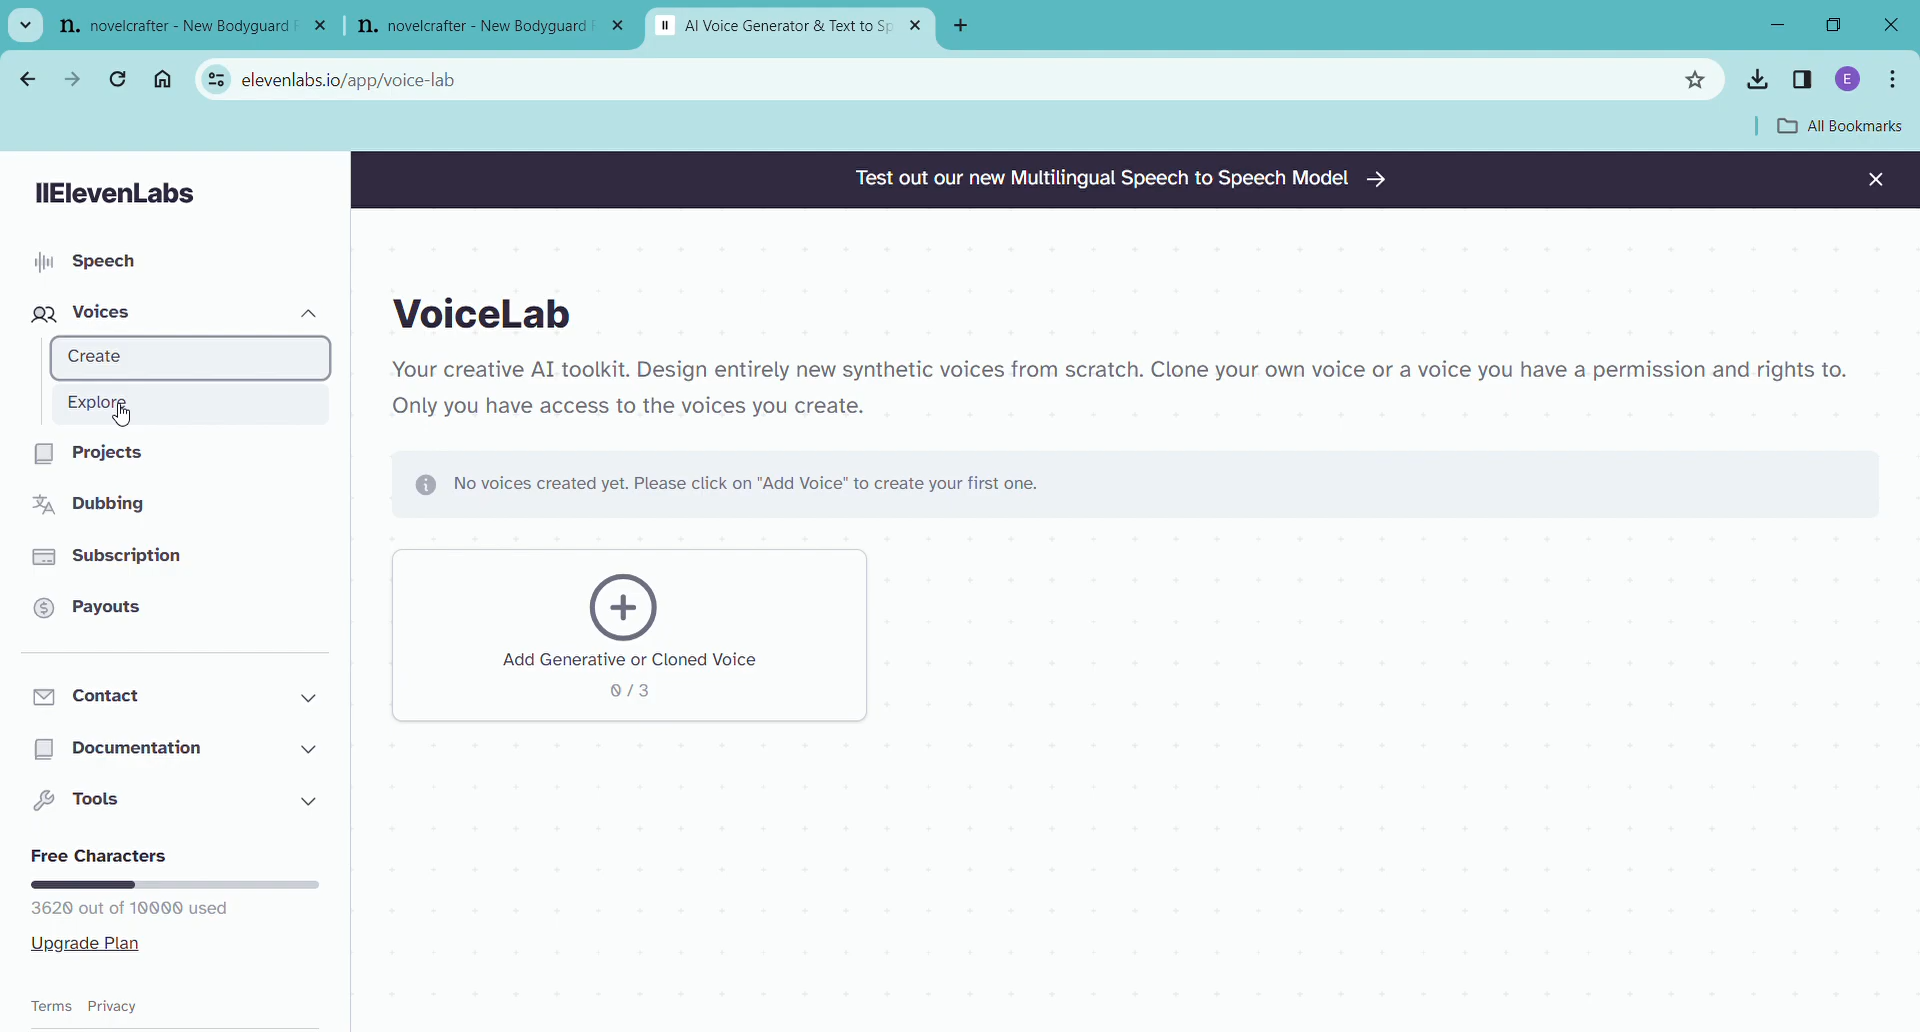 n. novelcrafter - New Bodyguard
n. novelcrafter - New Bodyguard
AI Voice Generator & Text to Sp
elevenlabs.io/app/voice-lab
E
All Bookmarks
IIElevenLabs
Test out our new Multilingual Speech to Speech Model →
Speech
Voices
Create
Explore
Projects
Dubbing
Subscription
Payouts
Contact
Documentation
Tools
Free Characters
3620 out of 10000 used
Upgrade Plan
Terms Privacy
VoiceLab
Your creative AI toolkit. Design entirely new synthetic voices from scratch. Clone your own voice or a voice you have a permission and rights to.
Only you have access to the voices you create.
No voices created yet. Please click on "Add Voice" to create your first one.
Add Generative or Cloned Voice
0 / 3